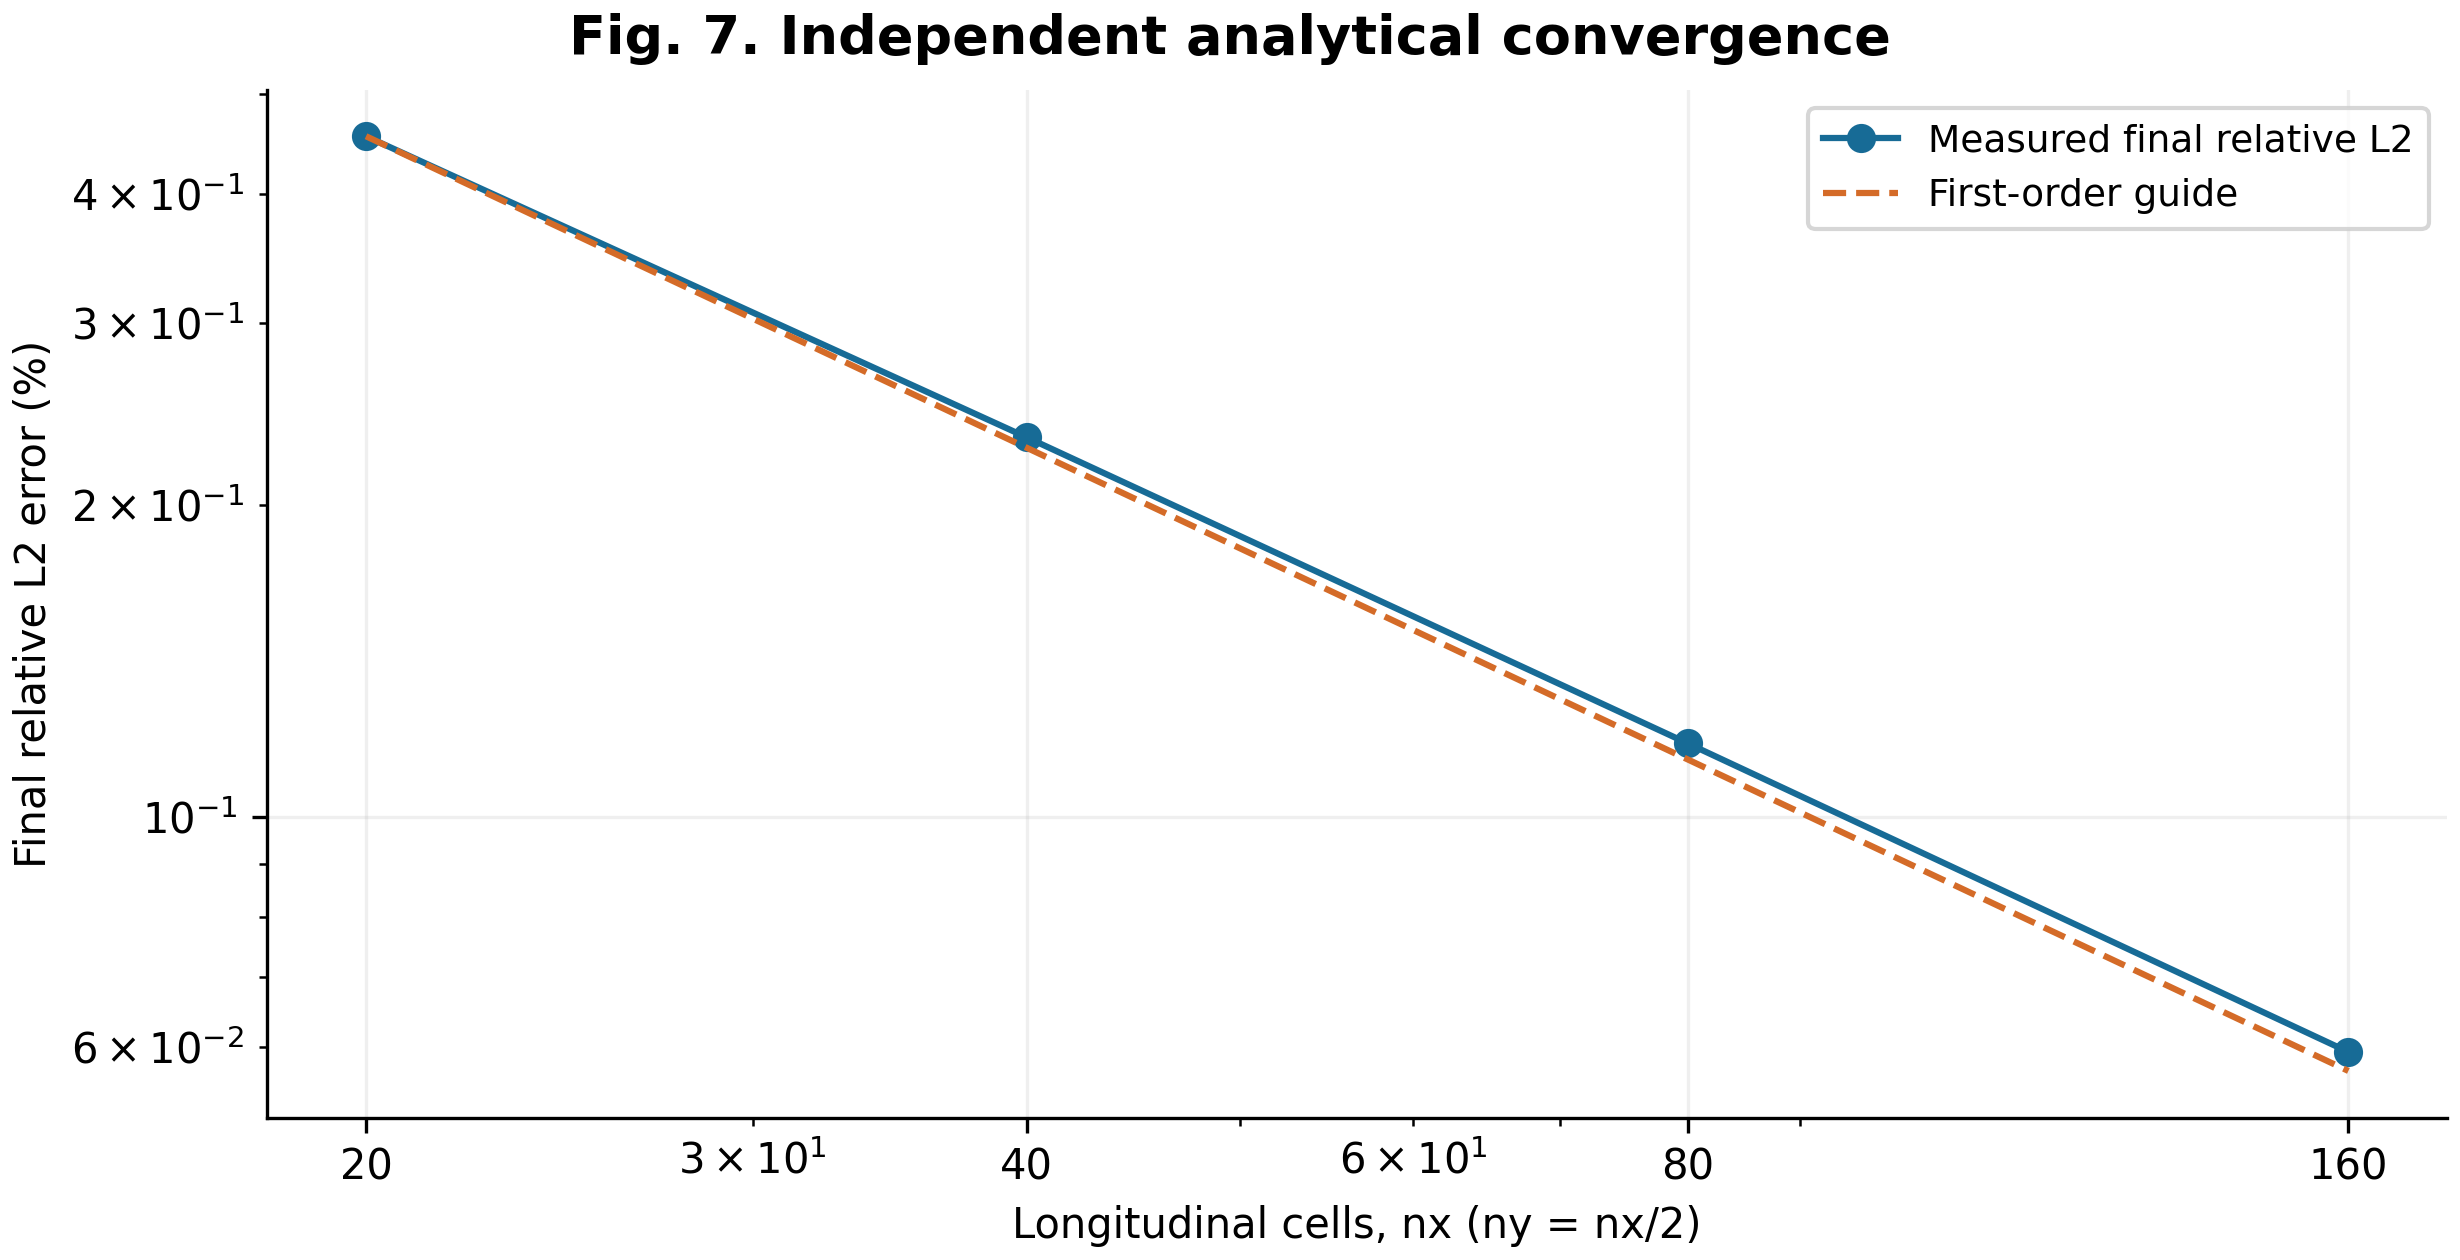 Fig. 7. Independent analytical convergence
Measured final relative L2
First-order guide
Final relative L2 error (%)
4 × 10⁻¹
3 × 10⁻¹
2 × 10⁻¹
10⁻¹
6 × 10⁻²
20
3 × 10¹
40
6 × 10¹
80
160
Longitudinal cells, nx (ny = nx/2)